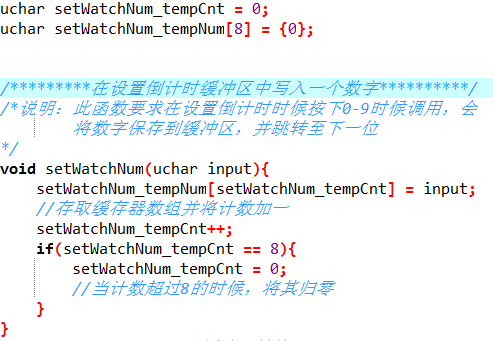 uchar setWatchNum_tempCnt = 0;
uchar setWatchNum_tempNum[8] = {0};
/*********在设置倒计时缓冲区中写入一个数字**********/
/*说明：此函数要求在设置倒计时时候按下0-9时候调用，会
将数字保存到缓冲区，并跳转至下一位
*/
void setWatchNum(uchar input){
setWatchNum_tempNum[setWatchNum_tempCnt] = input;
//存取缓存器数组并将计数加一
setWatchNum_tempCnt++;
if(setWatchNum_tempCnt == 8){
setWatchNum_tempCnt = 0;
//当计数超过8的时候，将其归零
}
}